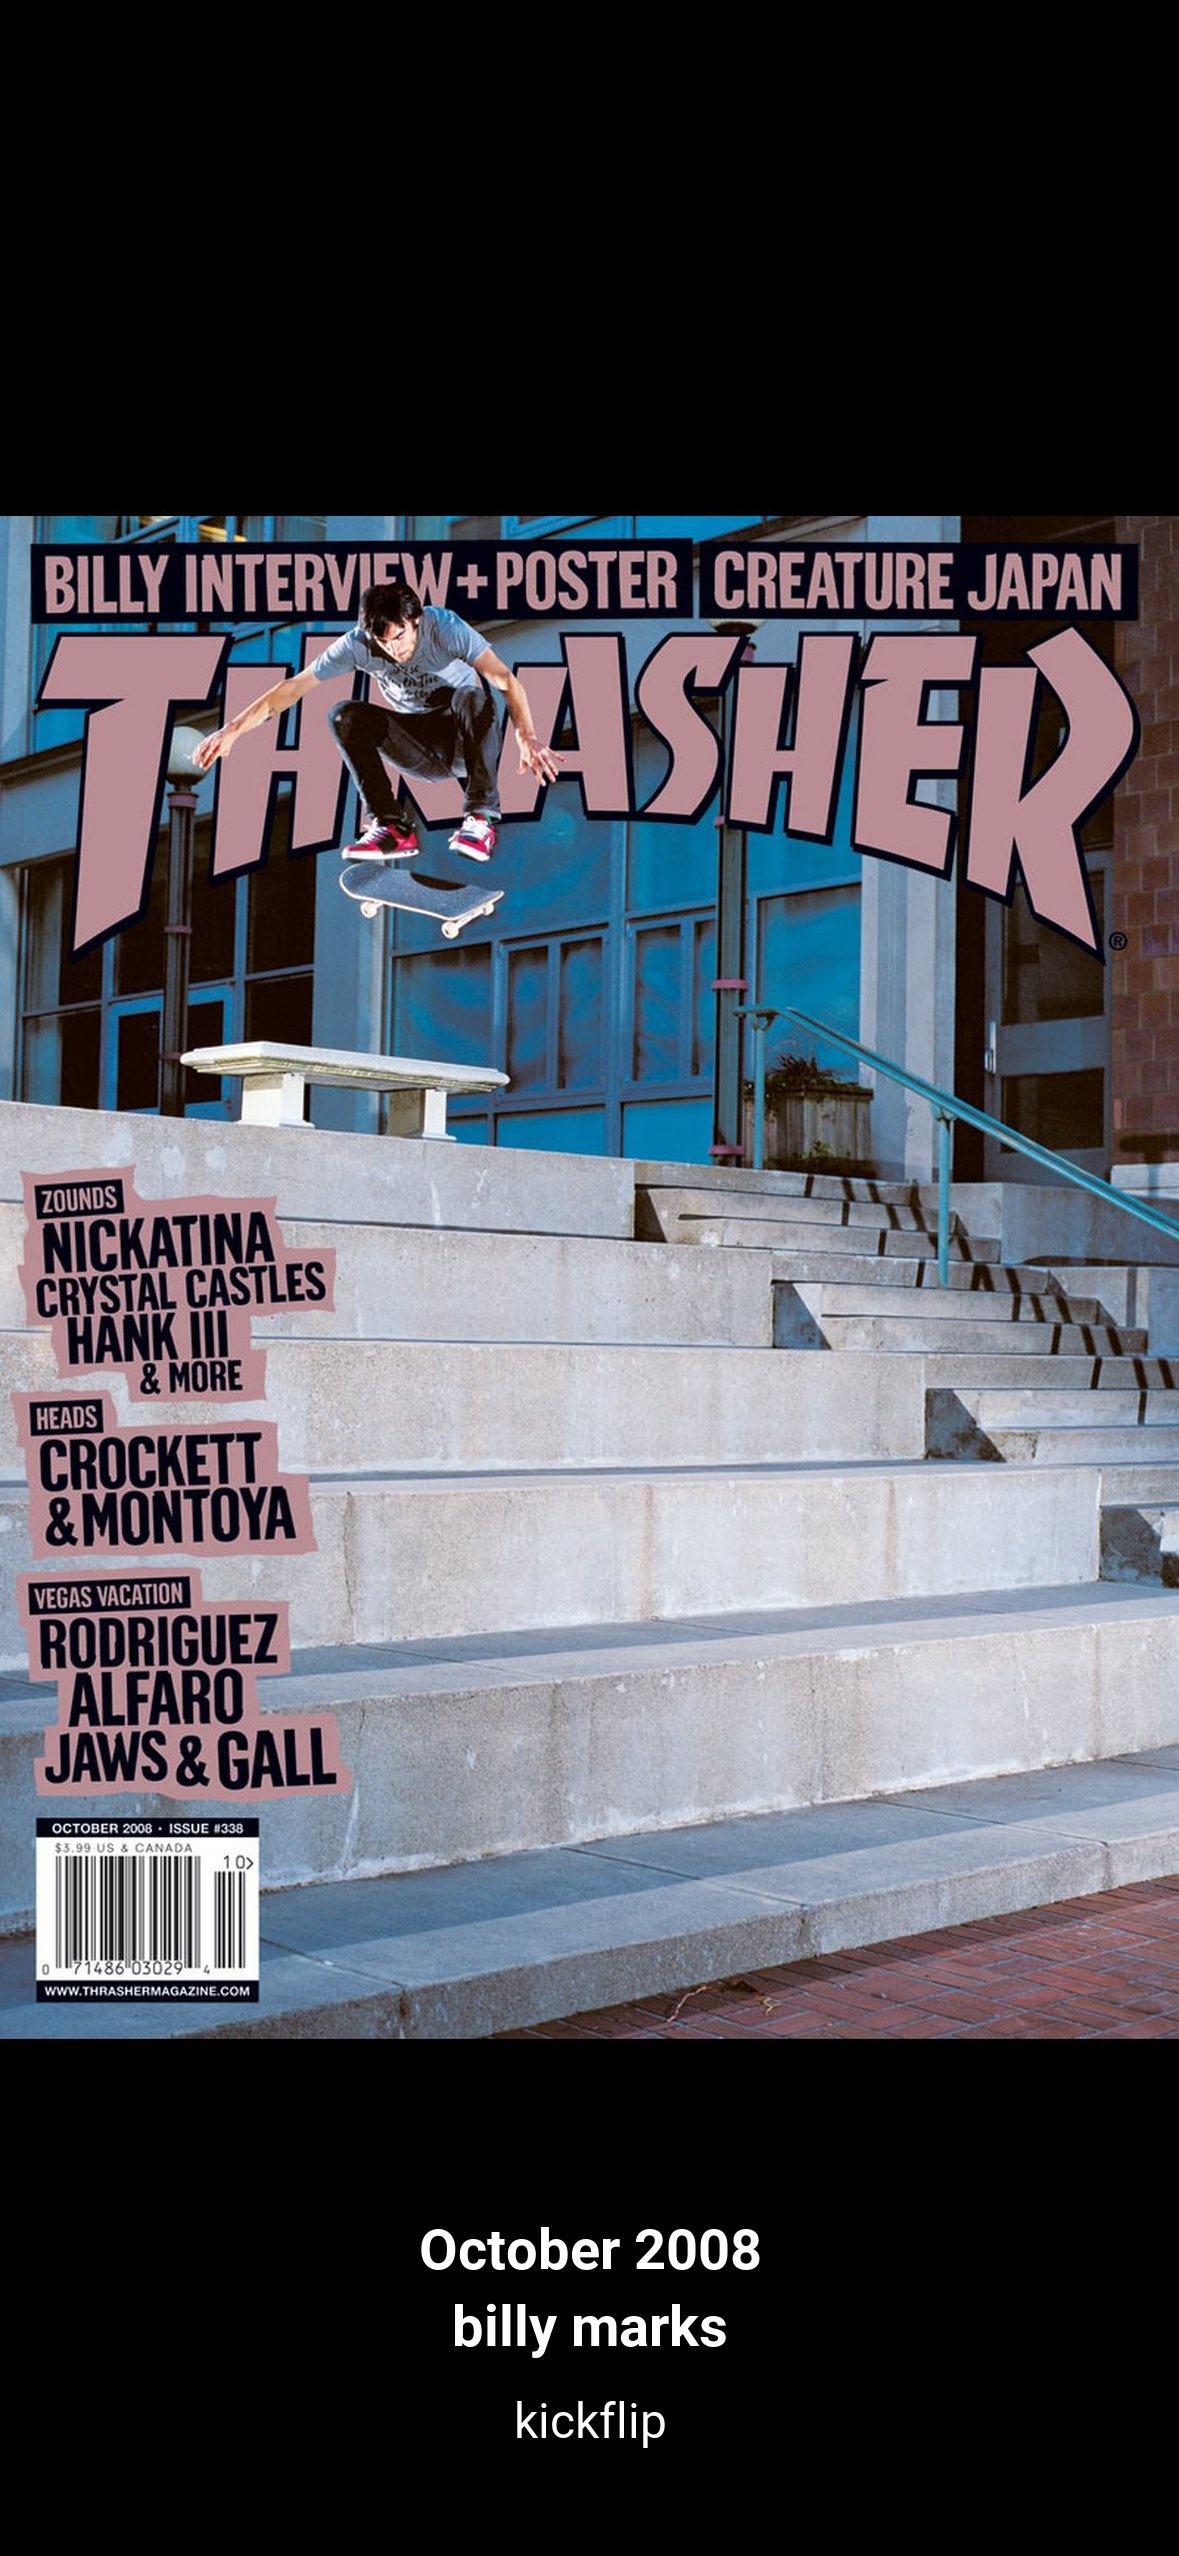 BILLY INTERVIEW + POSTER CREATURE JAPAN
THRASHER
®
ZOUNDS
NICKATINA
CRYSTAL CASTLES
HANK III
& MORE
HEADS
CROCKETT
& MONTOYA
VEGAS VACATION
RODRIGUEZ
ALFARO
JAWS & GALL
OCTOBER 2008 • ISSUE #338
$3.99 US & CANADA
10>
0 71486 03029 4
WWW.THRASHERMAGAZINE.COM
October 2008
billy marks
kickflip